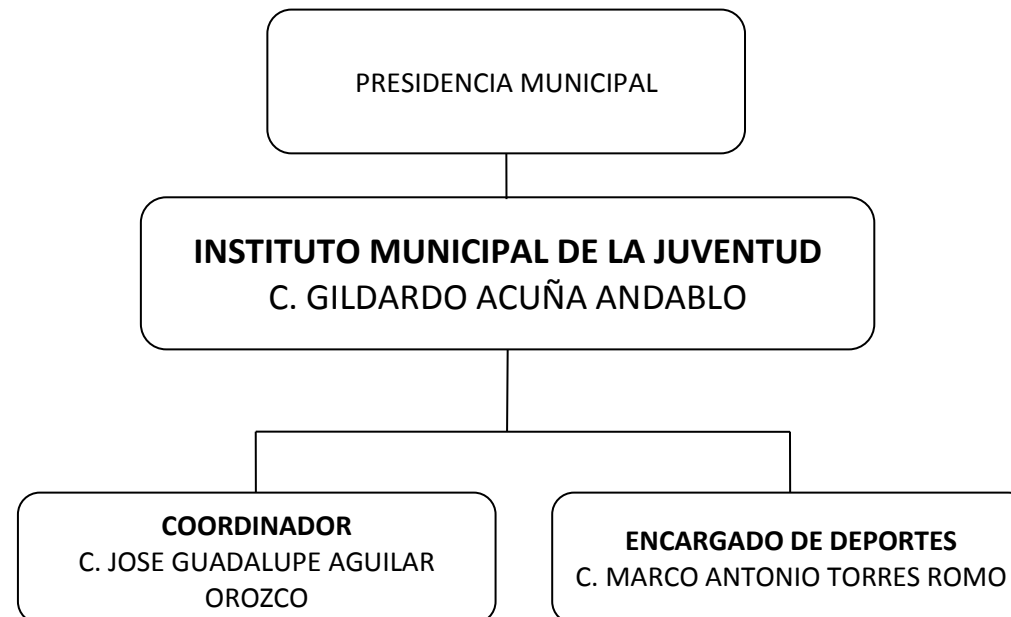 PRESIDENCIA MUNICIPAL
INSTITUTO MUNICIPAL DE LA JUVENTUD
C. GILDARDO ACUÑA ANDABLO
COORDINADOR
C. JOSE GUADALUPE AGUILAR
OROZCO
ENCARGADO DE DEPORTES
C. MARCO ANTONIO TORRES ROMO